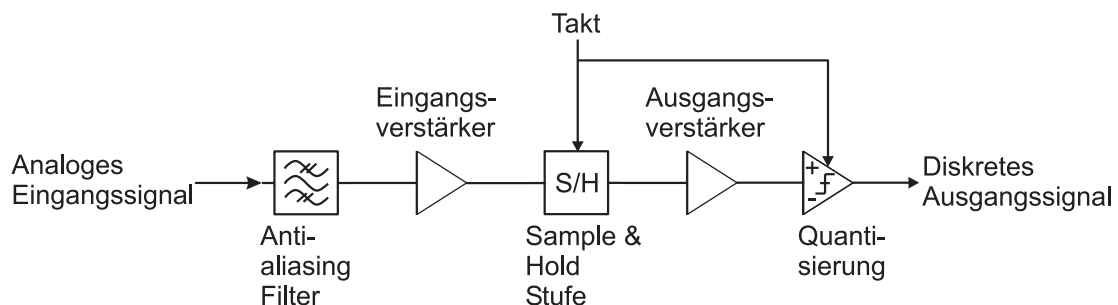 Takt
Eingangs-
verstärker
Ausgangs-
verstärker
Analoges
Eingangssignal
S/H
+
-
Diskretes
Ausgangssignal
Anti-
aliasing
Filter
Sample &
Hold
Stufe
Quanti-
sierung